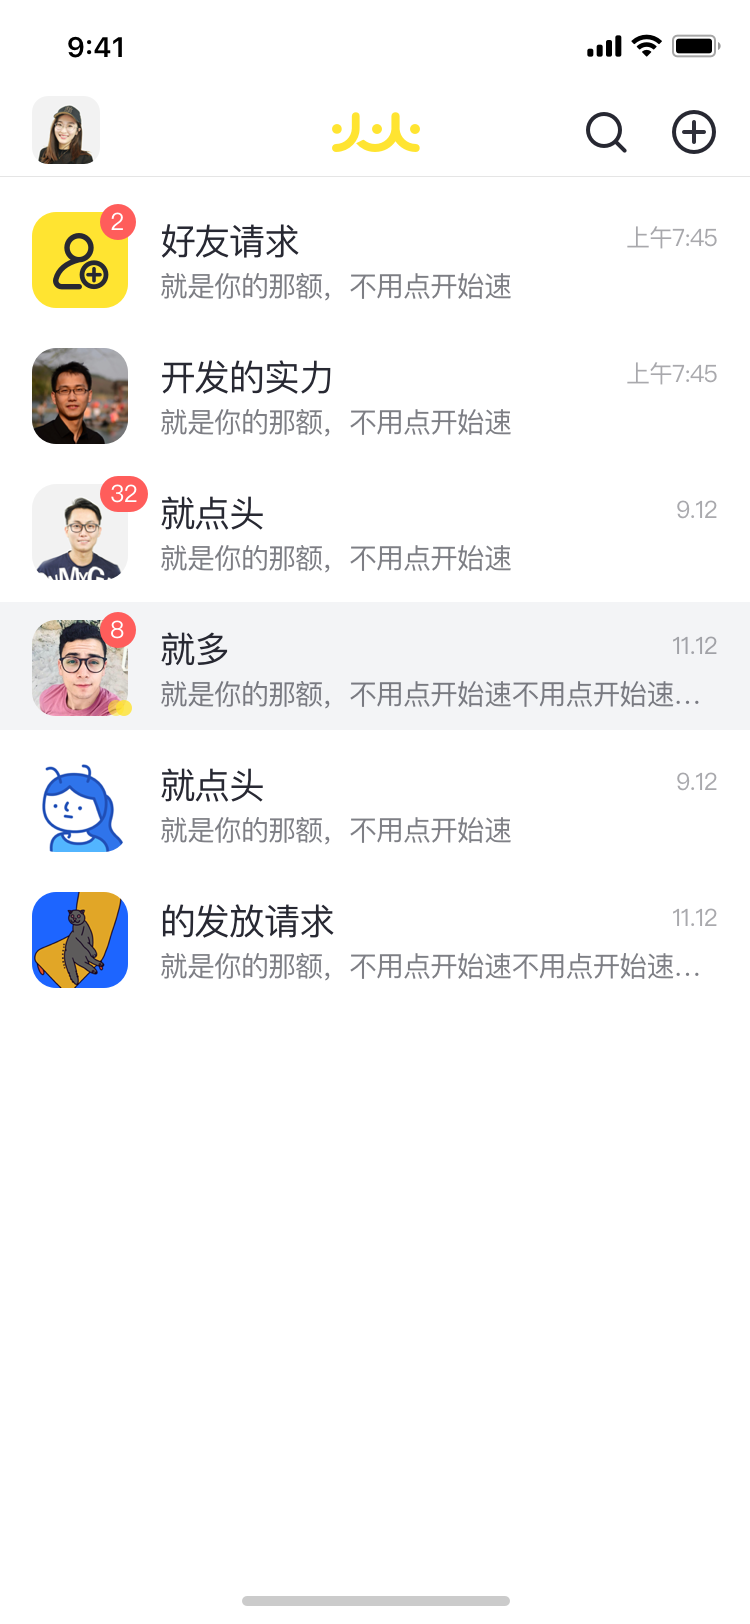 9:41
2
好友请求
上午7:45
就是你的那额，不用点开始速
开发的实力
上午7:45
就是你的那额，不用点开始速
32
就点头
9.12
就是你的那额，不用点开始速
8
就多
11.12
就是你的那额，不用点开始速不用点开始速…
就点头
9.12
就是你的那额，不用点开始速
的发放请求
11.12
就是你的那额，不用点开始速不用点开始速…